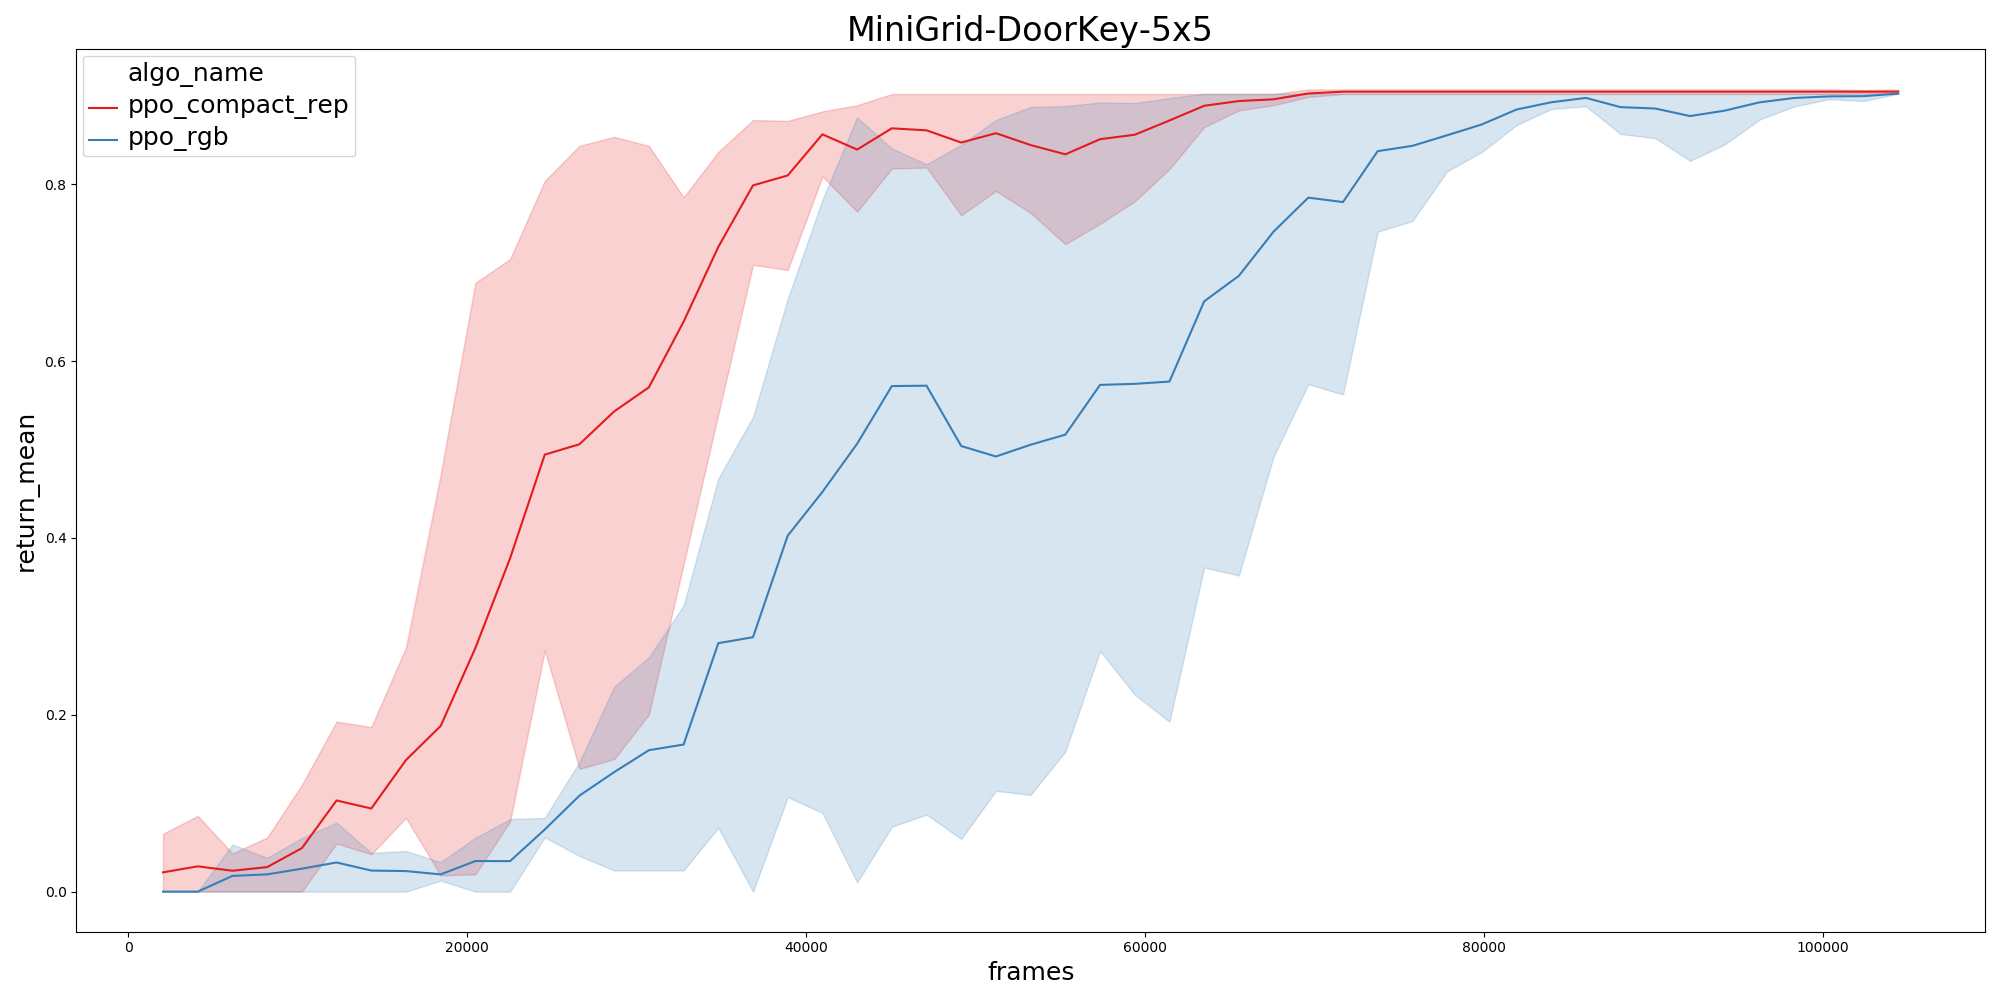 MiniGrid-DoorKey-5x5
algo_name
ppo_compact_rep
ppo_rgb
return_mean
0.8
0.6
0.4
0.2
0.0
0 20000 40000 60000 80000 100000
frames